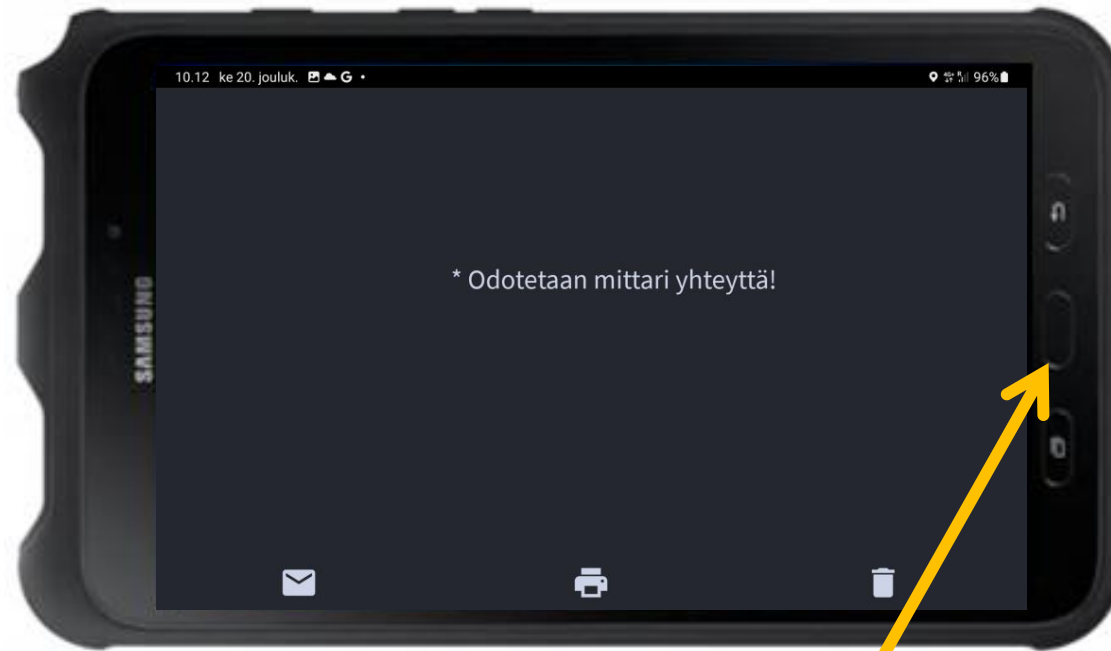 10.12 ke 20. jouluk. G
96%
* Odotetaan mittari yhteyttä!
SAMSUNG